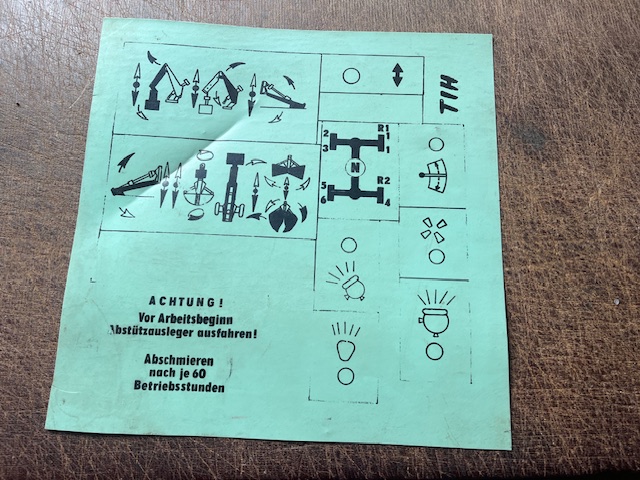 TIH
2 R1
3 1
N
5 R2
6 4
ACHTUNG!
Vor Arbeitsbeginn
Abstützausleger ausfahren!
Abschmieren
nach je 60
Betriebsstunden